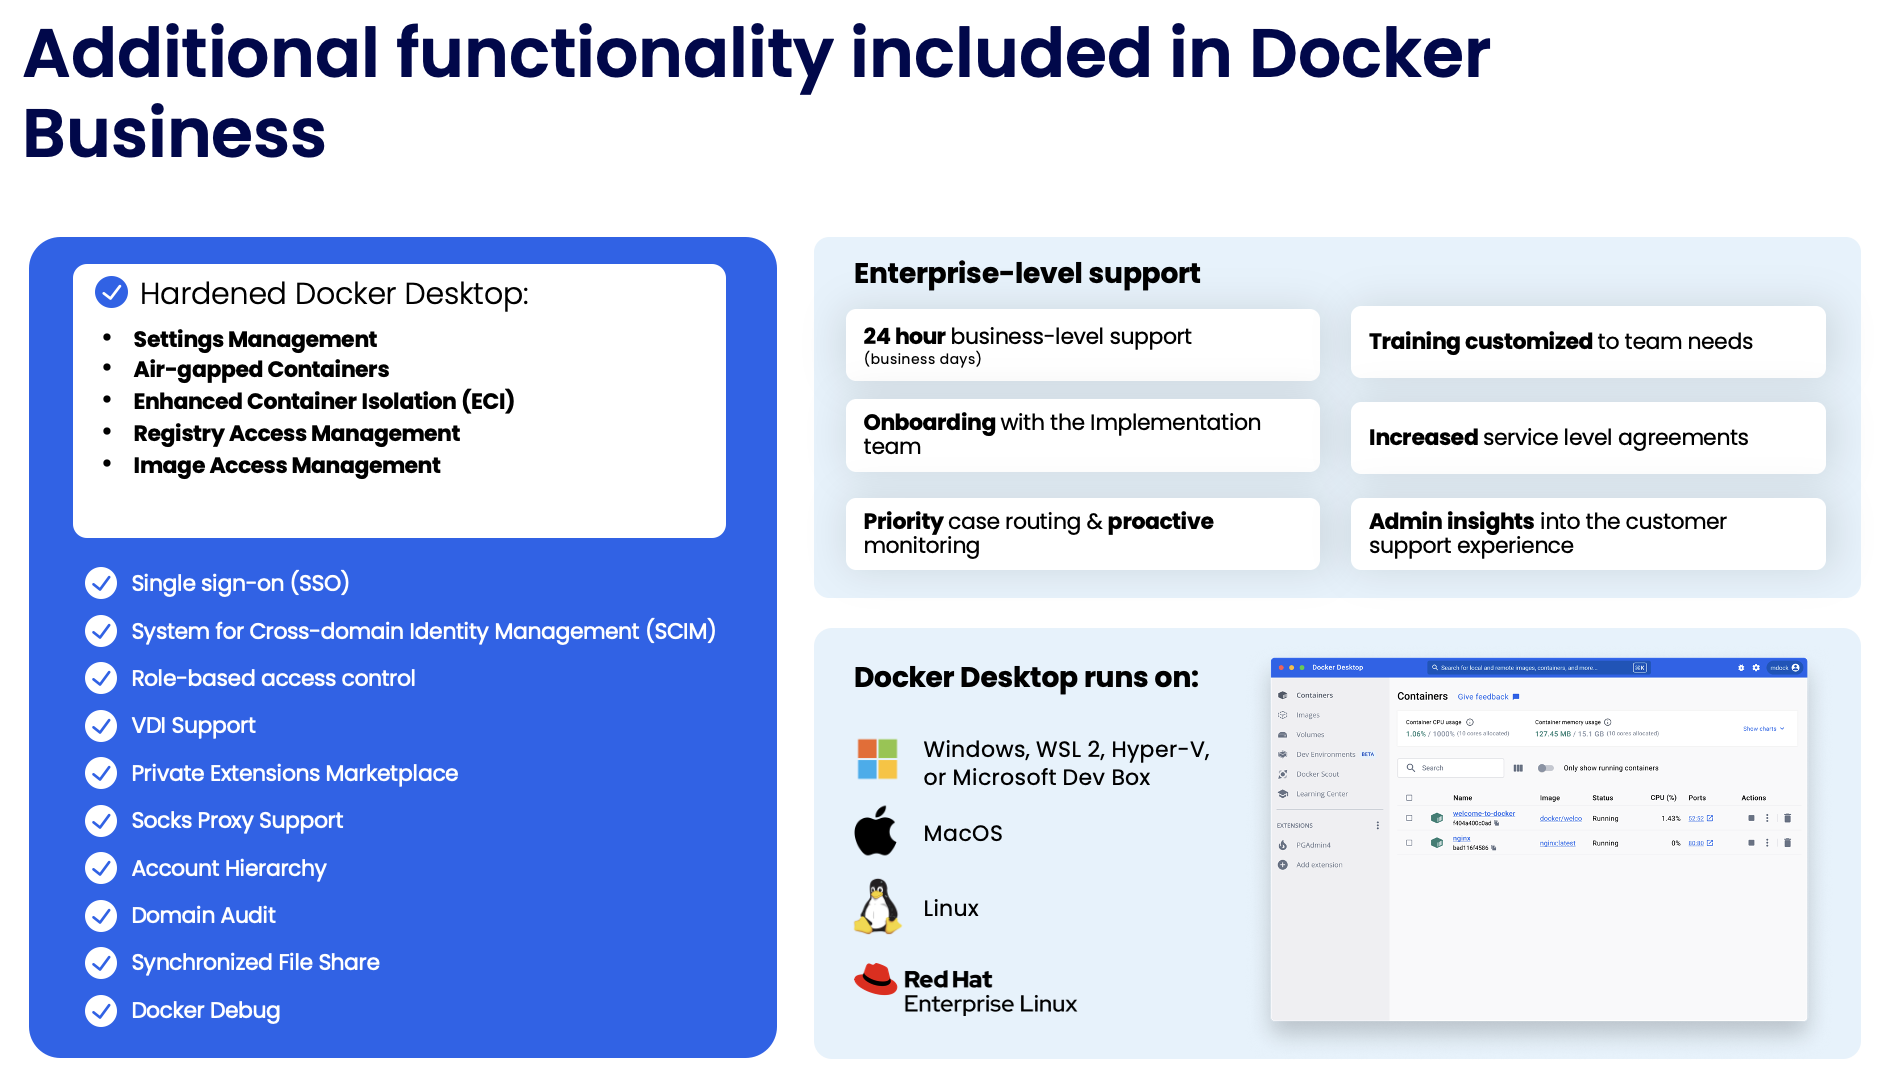 Additional functionality included in Docker
Business
Hardened Docker Desktop:
• Settings Management
• Air-gapped Containers
• Enhanced Container Isolation (ECI)
• Registry Access Management
• Image Access Management
Single sign-on (SSO)
System for Cross-domain Identity Management (SCIM)
Role-based access control
VDI Support
Private Extensions Marketplace
Socks Proxy Support
Account Hierarchy
Domain Audit
Synchronized File Share
Docker Debug
Enterprise-level support
24 hour business-level support
(business days)
Training customized to team needs
Onboarding with the Implementation
team
Increased service level agreements
Priority case routing & proactive
monitoring
Admin insights into the customer
support experience
Docker Desktop runs on:
Windows, WSL 2, Hyper-V,
or Microsoft Dev Box
MacOS
Linux
Red Hat
Enterprise Linux
Docker Desktop
Search for local and remote images, containers, and more...
⌘K
mdock
Containers
Images
Volumes
Dev Environments BETA
Docker Scout
Learning Center
EXTENSIONS
PGAdmin4
Add extension
Containers Give feedback
Container CPU usage
1.06% / 1000% (10 cores allocated)
Container memory usage
127.45 MB / 15.1 GB (10 cores allocated)
Show charts
Search
Only show running containers
Name Image Status CPU (%) Ports Actions
welcome-to-docker docker/welco Running 1.43% 52:52
f404a400c0ad
nginx nginx:latest Running 0% 80:80
bad116f4586